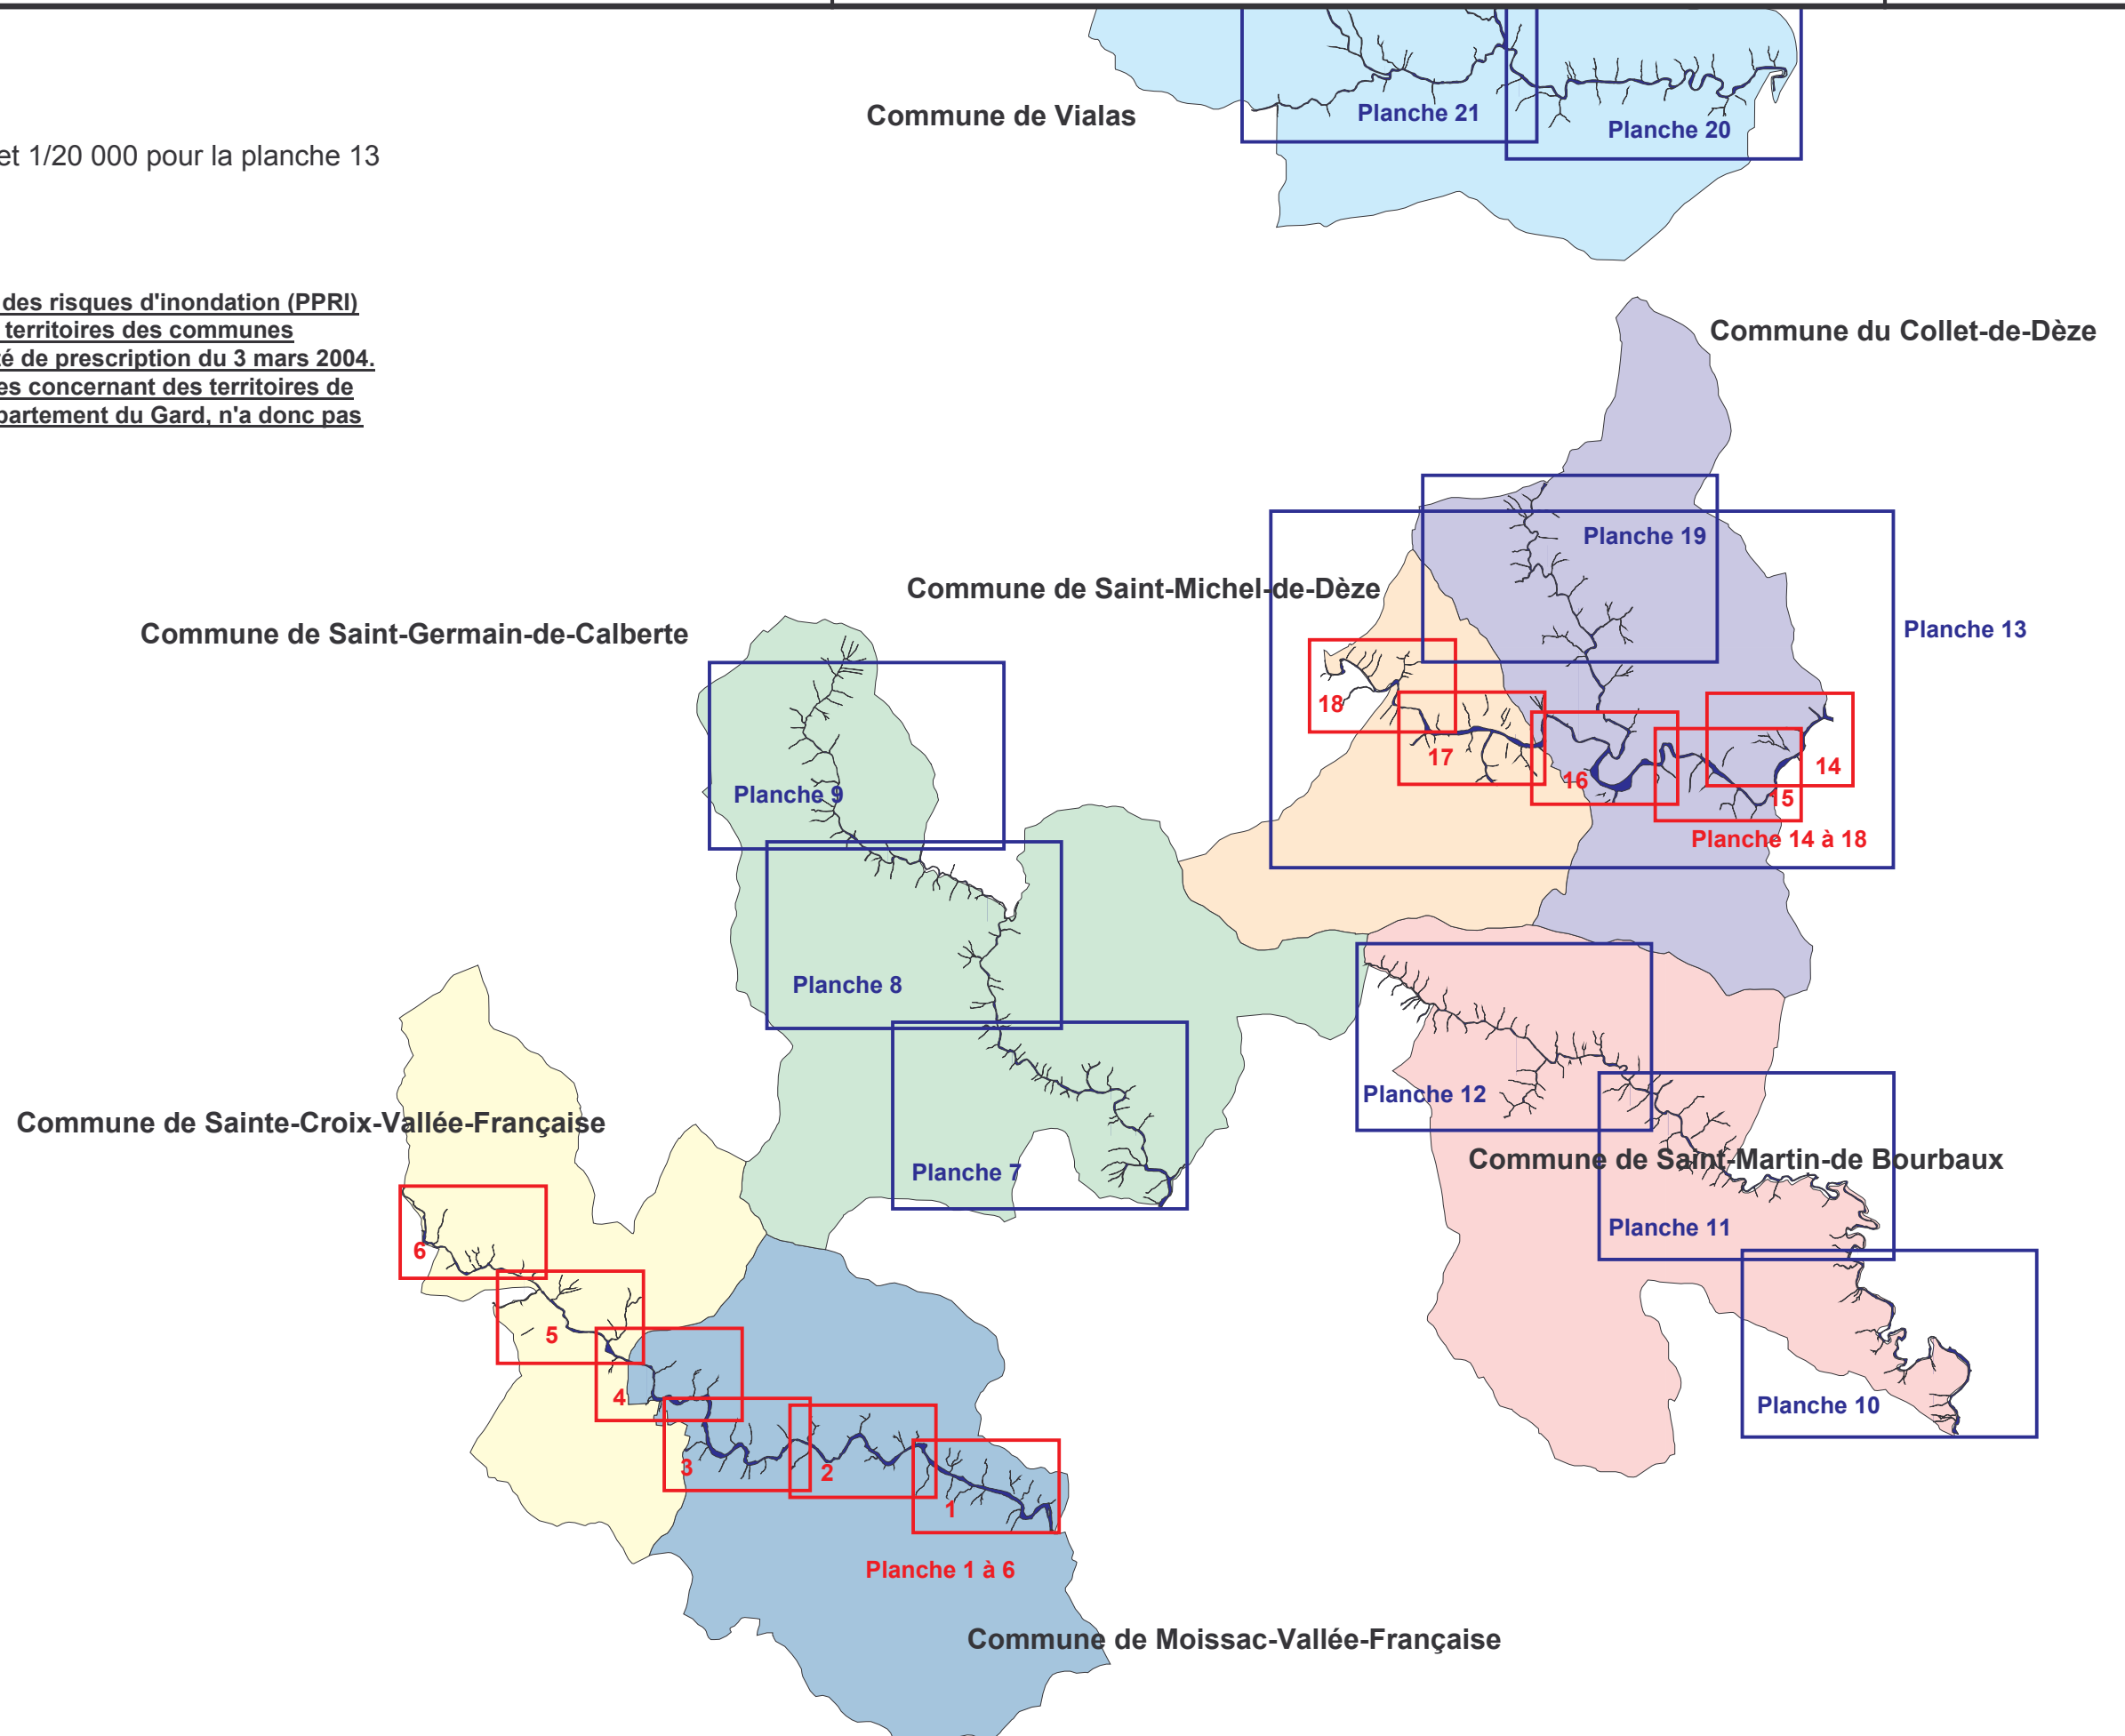 Commune de Vialas
Planche 21
Planche 20
et 1/20 000 pour la planche 13
des risques d'inondation (PPRI)
territoires des communes
té de prescription du 3 mars 2004.
es concernant des territoires de
partement du Gard, n'a donc pas
Commune du Collet-de-Dèze
Planche 19
Commune de Saint-Michel-de-Dèze
Planche 13
Commune de Saint-Germain-de-Calberte
18
17
16
14
15
Planche 14 à 18
Planche 9
Planche 8
Planche 7
Planche 12
Commune de Sainte-Croix-Vallée-Française
Commune de Saint-Martin-de Bourbaux
Planche 11
Planche 10
6
5
4
3
2
1
Planche 1 à 6
Commune de Moissac-Vallée-Française